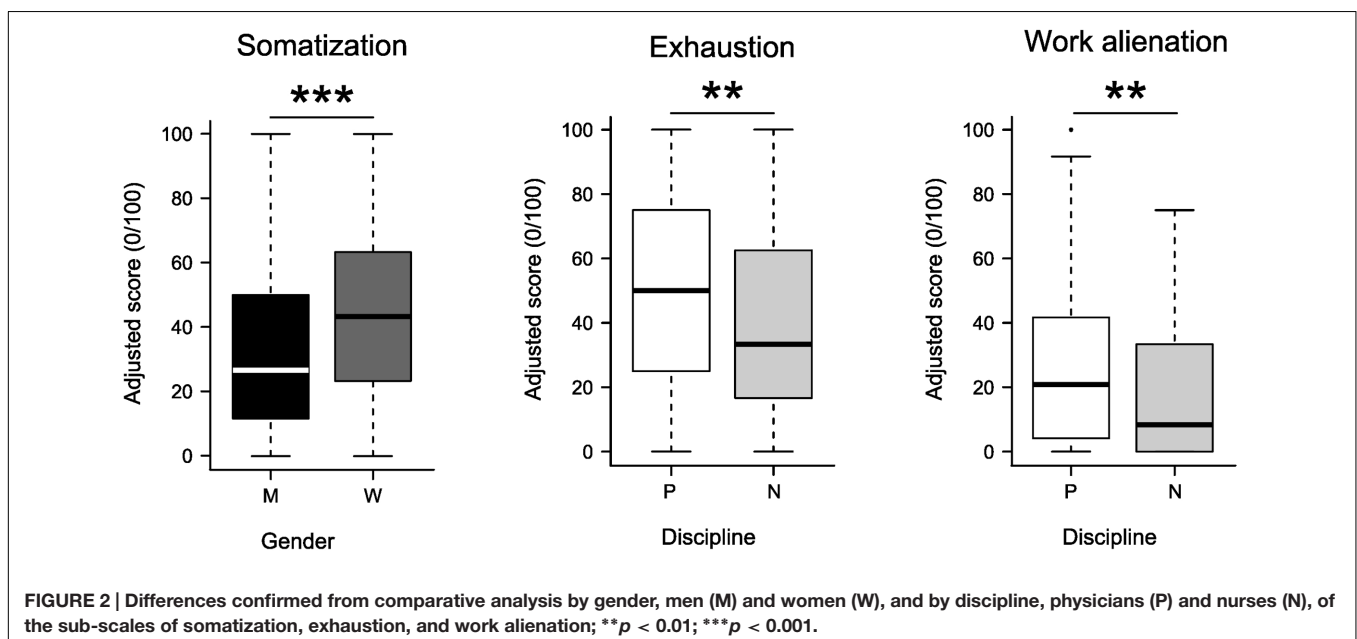 Somatization
***
Adjusted score (0/100)
100
80
60
40
20
0
M W
Gender
Exhaustion
**
Adjusted score (0/100)
100
80
60
40
20
0
P N
Discipline
Work alienation
**
Adjusted score (0/100)
100
80
60
40
20
0
P N
Discipline
FIGURE 2 | Differences confirmed from comparative analysis by gender, men (M) and women (W), and by discipline, physicians (P) and nurses (N), of
the sub-scales of somatization, exhaustion, and work alienation; **p < 0.01; ***p < 0.001.